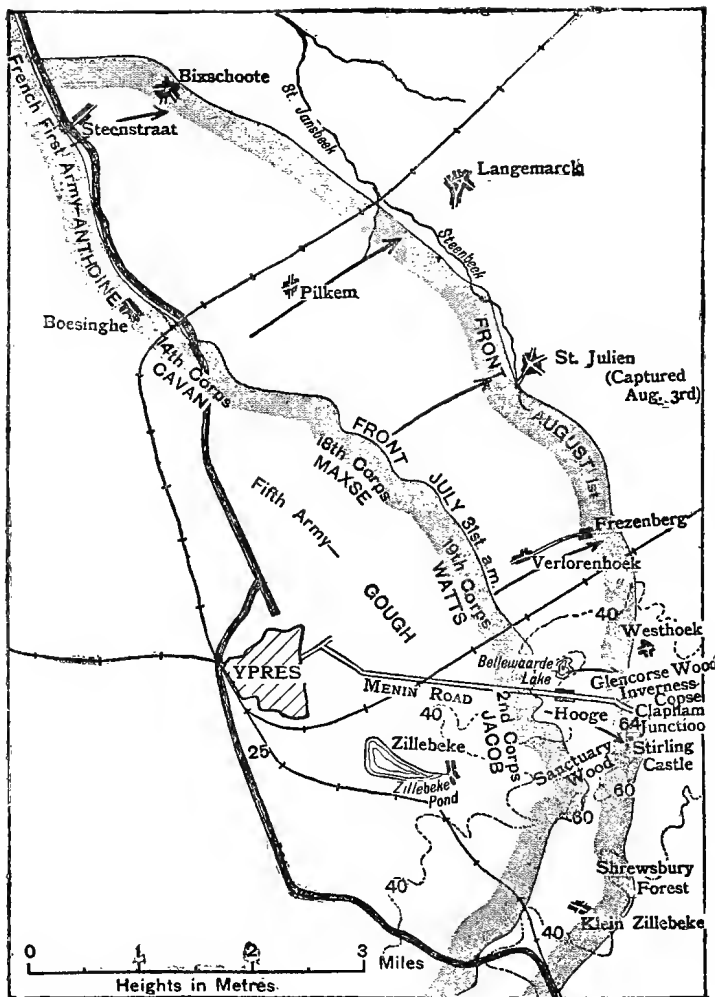 Bixschoote
St. Jansbeek
Steenstraat
French First Army-ANTHOINE
Langemarck
Steenbeek
Pilkem
Boesinghe
14th Corps
CAVAN
FRONT
AUGUST 1st
St. Julien
(Captured
Aug. 3rd)
FRONT
JULY 31st. a.m.
18th Corps
MAXSE
Fifth Army—
GOUGH
19th Corps
WATTS
Frezenberg
Verlorenhoek
40
Westhoek
Bellewaarde
Lake
Glencorse Wood
Inverness
Copse
Clapham
Junction
64
YPRES
MENIN ROAD
Hooge
2nd Corps
JACOB
40
Stirling
Castle
Sanctuary
Wood
60
60
25
Zillebeke
Zillebeke
Pond
Shrewsbury
Forest
40
Klein Zillebeke
40
0 1 2 3
Miles
Heights in Metres